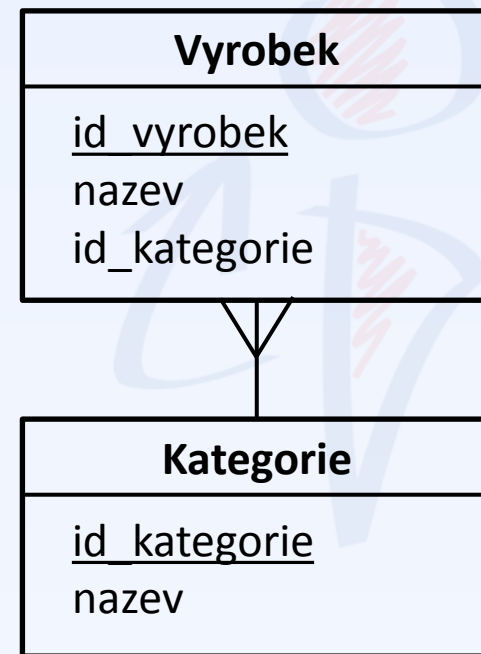 Vyrobek
id_vyrobek
nazev
id_kategorie
Kategorie
id_kategorie
nazev